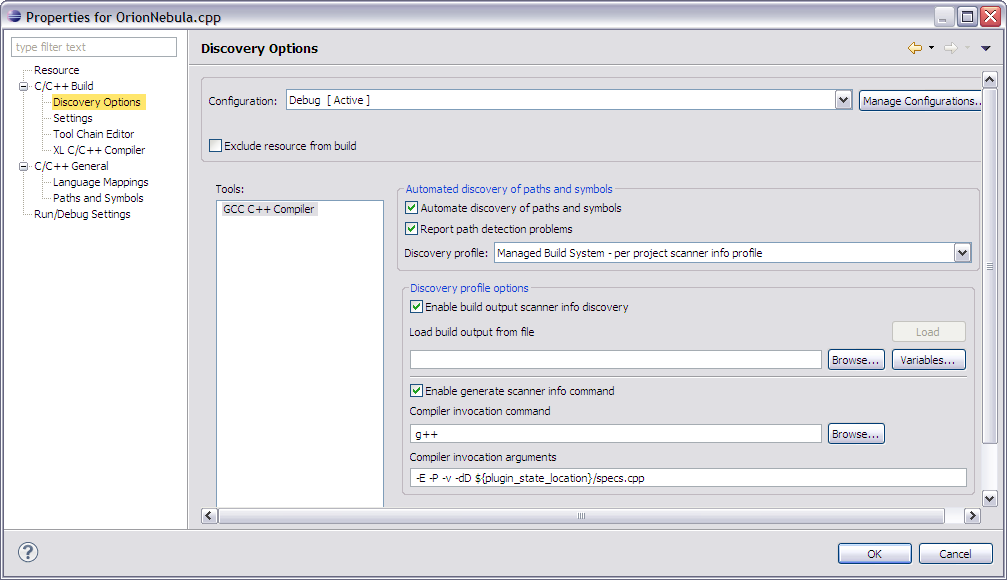 Properties for OrionNebula.cpp
type filter text
Resource
C/C++ Build
Discovery Options
Settings
Tool Chain Editor
XL C/C++ Compiler
C/C++ General
Language Mappings
Paths and Symbols
Run/Debug Settings
Discovery Options
Configuration: Debug [ Active ] Manage Configurations..
Exclude resource from build
Tools:
GCC C++ Compiler
Automated discovery of paths and symbols
Automate discovery of paths and symbols
Report path detection problems
Discovery profile: Managed Build System - per project scanner info profile
Discovery profile options
Enable build output scanner info discovery
Load build output from file Load
Browse... Variables...
Enable generate scanner info command
Compiler invocation command
g++ Browse...
Compiler invocation arguments
-E -P -v -dD ${plugin_state_location}/specs.cpp
? OK Cancel